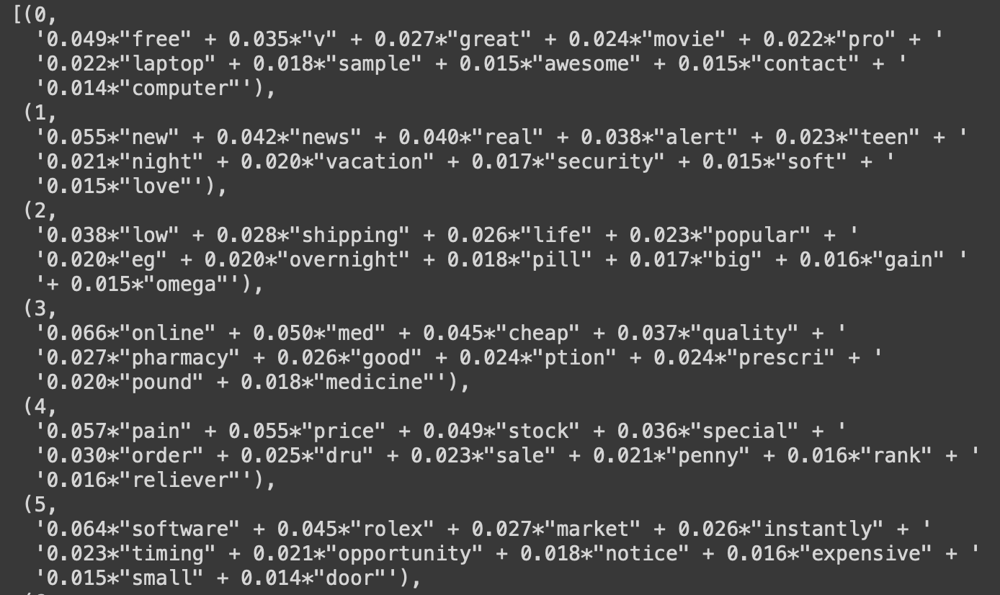 [(0,
'0.049*"free" + 0.035*"v" + 0.027*"great" + 0.024*"movie" + 0.022*"pro" + '
'0.022*"laptop" + 0.018*"sample" + 0.015*"awesome" + 0.015*"contact" + '
'0.014*"computer"'),
(1,
'0.055*"new" + 0.042*"news" + 0.040*"real" + 0.038*"alert" + 0.023*"teen" + '
'0.021*"night" + 0.020*"vacation" + 0.017*"security" + 0.015*"soft" + '
'0.015*"love"'),
(2,
'0.038*"low" + 0.028*"shipping" + 0.026*"life" + 0.023*"popular" + '
'0.020*"eg" + 0.020*"overnight" + 0.018*"pill" + 0.017*"big" + 0.016*"gain" '
'+ 0.015*"omega"'),
(3,
'0.066*"online" + 0.050*"med" + 0.045*"cheap" + 0.037*"quality" + '
'0.027*"pharmacy" + 0.026*"good" + 0.024*"ption" + 0.024*"prescri" + '
'0.020*"pound" + 0.018*"medicine"'),
(4,
'0.057*"pain" + 0.055*"price" + 0.049*"stock" + 0.036*"special" + '
'0.030*"order" + 0.025*"dru" + 0.023*"sale" + 0.021*"penny" + 0.016*"rank" + '
'0.016*"reliever"'),
(5,
'0.064*"software" + 0.045*"rolex" + 0.027*"market" + 0.026*"instantly" + '
'0.023*"timing" + 0.021*"opportunity" + 0.018*"notice" + 0.016*"expensive" + '
'0.015*"small" + 0.014*"door"'),